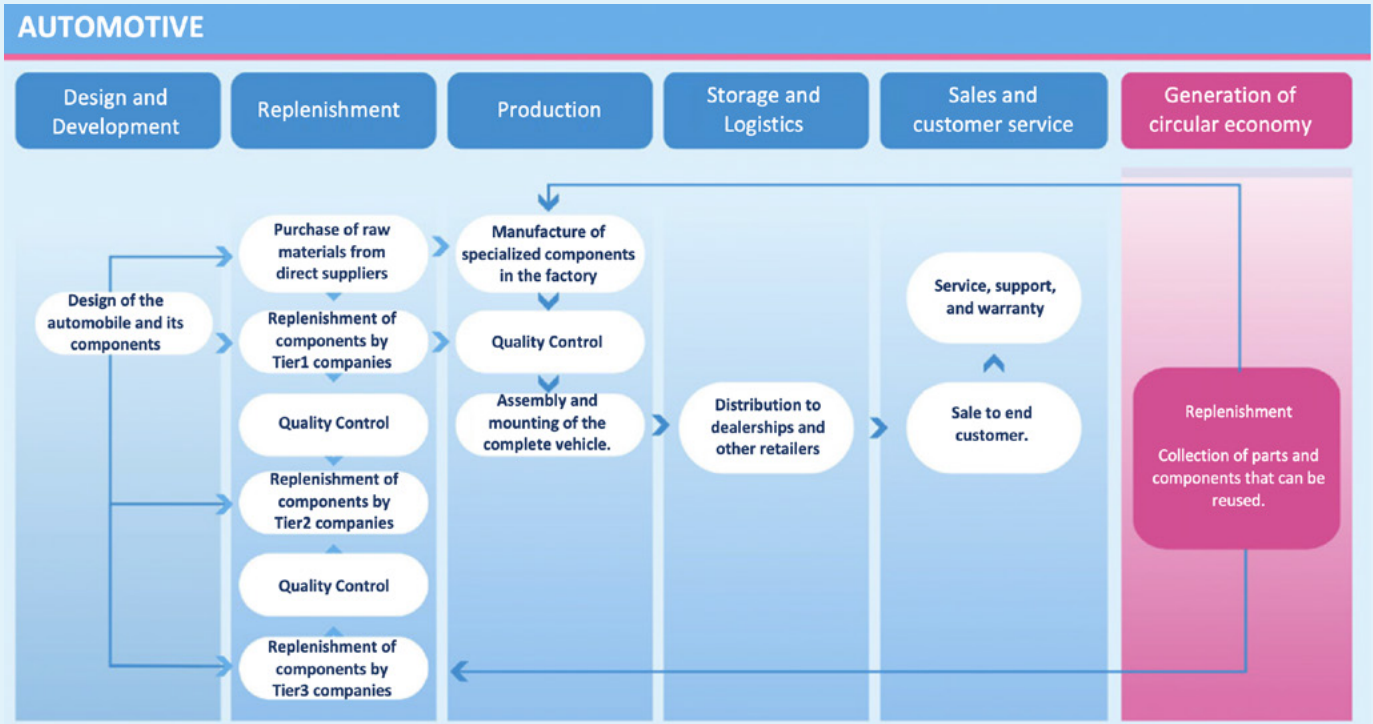 AUTOMOTIVE
Design and
Development
Replenishment
Production
Storage and
Logistics
Sales and
customer service
Generation of
circular economy
Design of the
automobile and its
components
Purchase of raw
materials from
direct suppliers
Replenishment of
components by
Tier1 companies
Quality Control
Replenishment of
components by
Tier2 companies
Quality Control
Replenishment of
components by
Tier3 companies
Manufacture of
specialized components
in the factory
Quality Control
Assembly and
mounting of the
complete vehicle.
Distribution to
dealerships and
other retailers
Service, support,
and warranty
Sale to end
customer.
Replenishment
Collection of parts and
components that can be
reused.